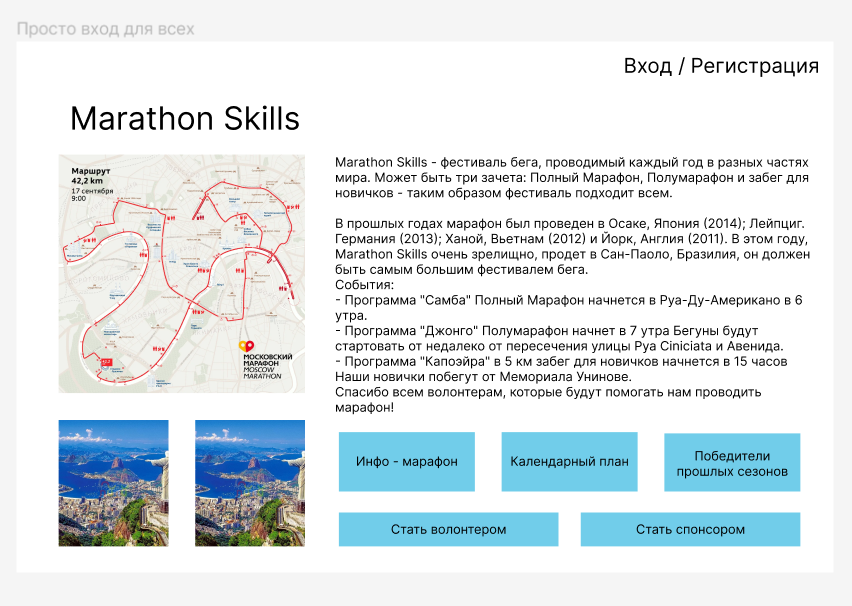 Просто вход для всех
Вход / Регистрация
Marathon Skills
Маршрут
42,2 km
17 сентября
9:00
МОСКОВСКИЙ
МАРАФОН
MOSCOW
MARATHON
Marathon Skills - фестиваль бега, проводимый каждый год в разных частях
мира. Может быть три зачета: Полный Марафон, Полумарафон и забег для
новичков - таким образом фестиваль подходит всем.
В прошлых годах марафон был проведен в Осаке, Япония (2014); Лейпциг.
Германия (2013); Ханой, Вьетнам (2012) и Йорк, Англия (2011). В этом году,
Marathon Skills очень зрелищно, продет в Сан-Паоло, Бразилия, он должен
быть самым большим фестивалем бега.
События:
- Программа "Самба" Полный Марафон начнется в Руа-Ду-Американо в 6
утра.
- Программа "Джонго" Полумарафон начнет в 7 утра Бегуны будут
стартовать от недалеко от пересечения улицы Руа Ciniciata и Авенида.
- Программа "Капоэйра" в 5 км забег для новичков начнется в 15 часов
Наши новички побегут от Мемориала Унинове.
Спасибо всем волонтерам, которые будут помогать нам проводить
марафон!
Инфо - марафон
Календарный план
Победители
прошлых сезонов
Стать волонтером
Стать спонсором